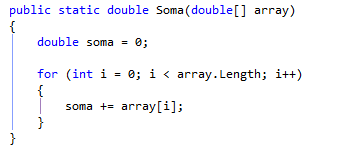 public static double Soma(double[] array)
{
    double soma = 0;
    for (int i = 0; i < array.Length; i++)
    {
        soma += array[i];
    }
}